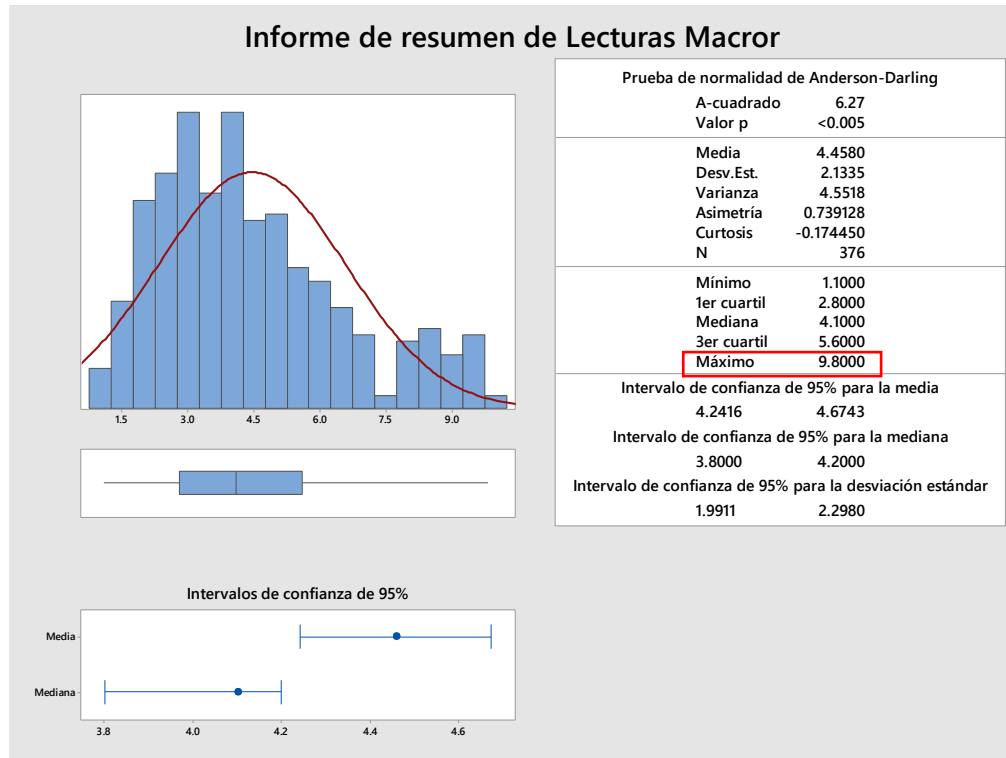 Informe de resumen de Lecturas Macror
1.5 3.0 4.5 6.0 7.5 9.0
Prueba de normalidad de Anderson-Darling
A-cuadrado 6.27
Valor p <0.005
Media 4.4580
Desv.Est. 2.1335
Varianza 4.5518
Asimetría 0.739128
Curtosis -0.174450
N 376
Mínimo 1.1000
1er cuartil 2.8000
Mediana 4.1000
3er cuartil 5.6000
Máximo 9.8000
Intervalo de confianza de 95% para la media
4.2416 4.6743
Intervalo de confianza de 95% para la mediana
3.8000 4.2000
Intervalo de confianza de 95% para la desviación estándar
1.9911 2.2980
Intervalos de confianza de 95%
Media
Mediana
3.8 4.0 4.2 4.4 4.6